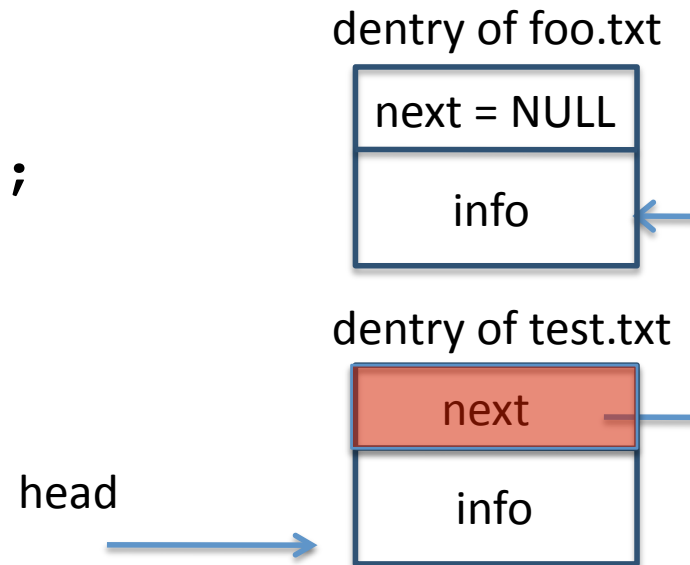 dentry of foo.txt
next = NULL
;
info
dentry of test.txt
next
head
info